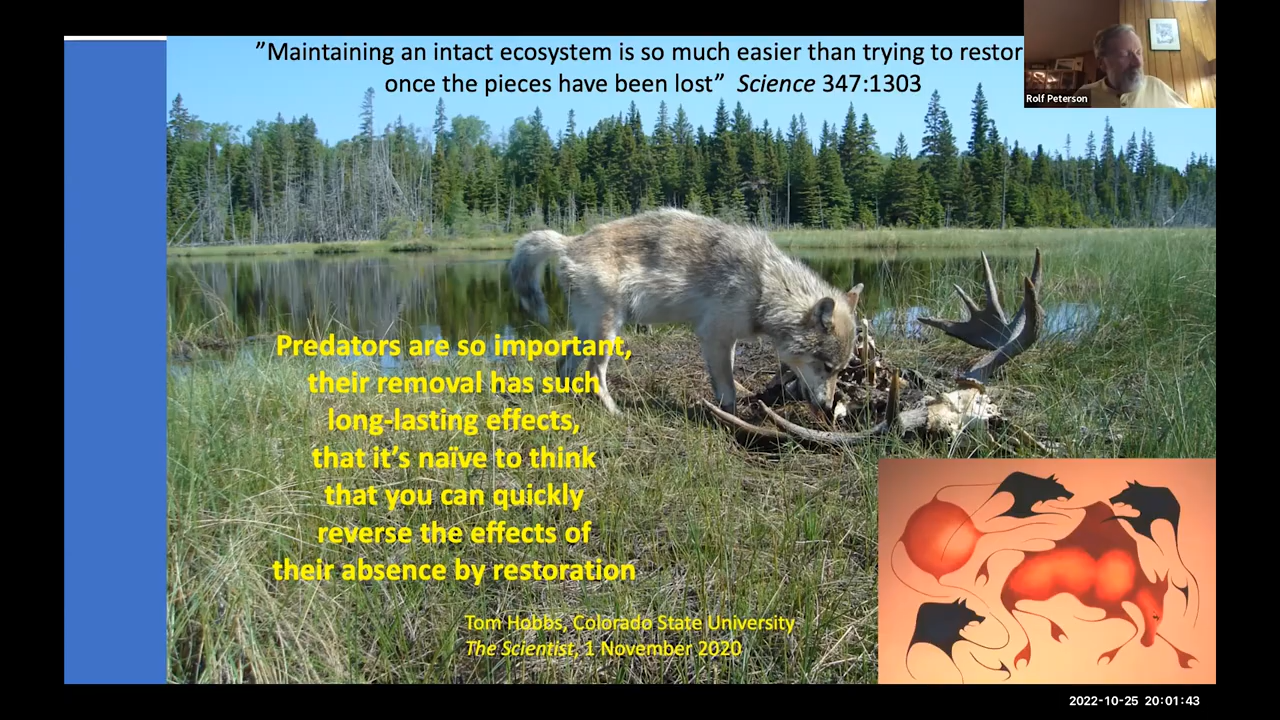 ”Maintaining an intact ecosystem is so much easier than trying to restor
once the pieces have been lost” Science 347:1303
Rolf Peterson
Predators are so important,
their removal has such
long-lasting effects,
that it’s naïve to think
that you can quickly
reverse the effects of
their absence by restoration
Tom Hobbs, Colorado State University
The Scientist, 1 November 2020
2022-10-25 20:01:43